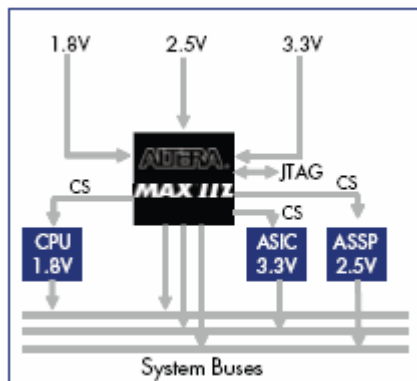 1.8V 2.5V 3.3V
ALTERA.
JTAG
MAX IIZ
CS CS
CS
CPU ASIC ASSP
1.8V 3.3V 2.5V
System Buses